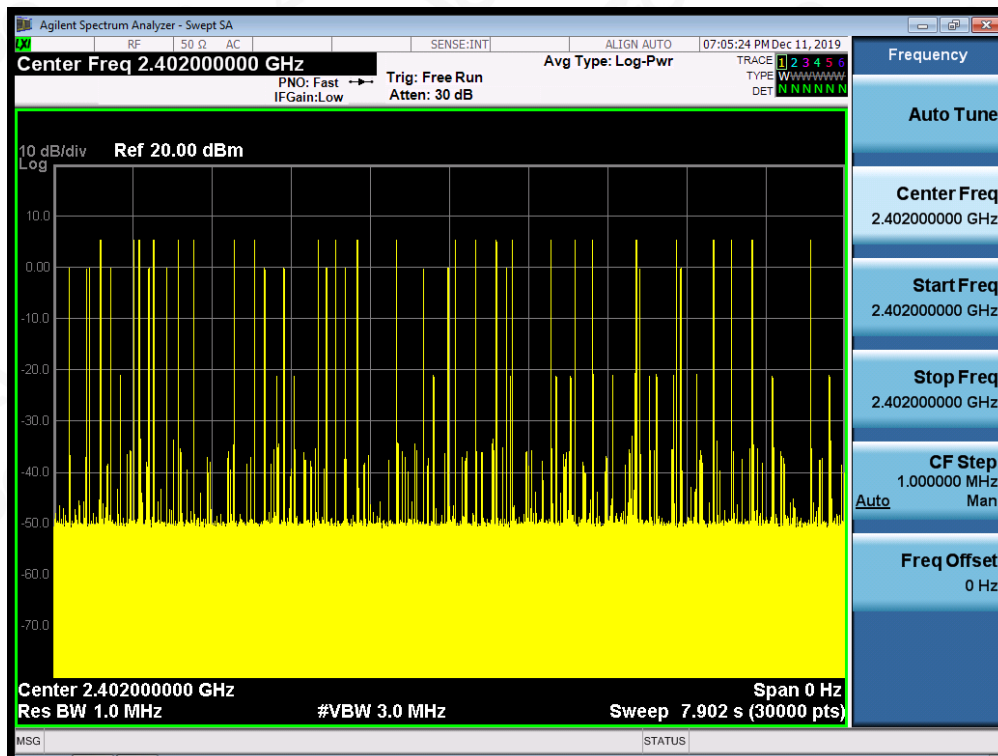 Agilent Spectrum Analyzer - Swept SA
LXI RF 50 Ω AC SENSE:INT ALIGN AUTO 07:05:24 PM Dec 11, 2019
Center Freq 2.402000000 GHz
PNO: Fast
IFGain:Low
Trig: Free Run
Atten: 30 dB
Avg Type: Log-Pwr
TRACE 1 2 3 4 5 6
TYPE WWWWWW
DET N N N N N N
10 dB/div
Log
Ref 20.00 dBm
10.0
0.00
-10.0
-20.0
-30.0
-40.0
-50.0
-60.0
-70.0
Center 2.402000000 GHz Span 0 Hz
Res BW 1.0 MHz #VBW 3.0 MHz Sweep 7.902 s (30000 pts)
MSG STATUS
Frequency
Auto Tune
Center Freq
2.402000000 GHz
Start Freq
2.402000000 GHz
Stop Freq
2.402000000 GHz
CF Step
1.000000 MHz
Auto Man
Freq Offset
0 Hz